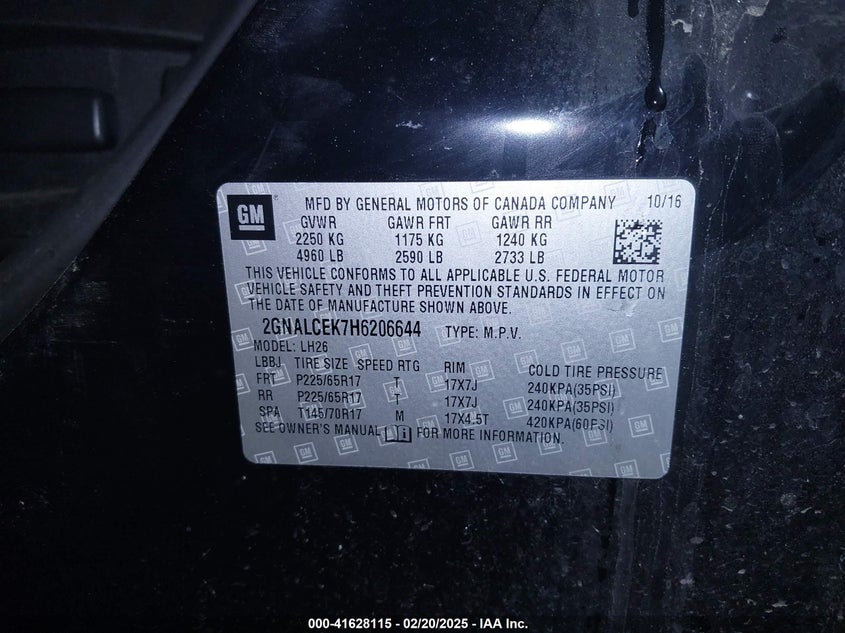 GM ® MFD BY GENERAL MOTORS OF CANADA COMPANY 10/16
GVWR GAWR FRT GAWR RR
2250 KG 1175 KG 1240 KG
4960 LB 2590 LB 2733 LB
THIS VEHICLE CONFORMS TO ALL APPLICABLE U.S. FEDERAL MOTOR
VEHICLE SAFETY AND THEFT PREVENTION STANDARDS IN EFFECT ON
THE DATE OF MANUFACTURE SHOWN ABOVE.
2GNALCEK7H6206644 TYPE: M.P.V.
MODEL: LH26
LBBJ TIRE SIZE SPEED RTG RIM COLD TIRE PRESSURE
FRT P225/65R17 T 17X7J 240KPA(35PSI)
RR P225/65R17 T 17X7J 240KPA(35PSI)
SPA T145/70R17 M 17X4.5T 420KPA(60PSI)
SEE OWNER'S MANUAL FOR MORE INFORMATION.
000-41628115 - 02/20/2025 - IAA Inc.